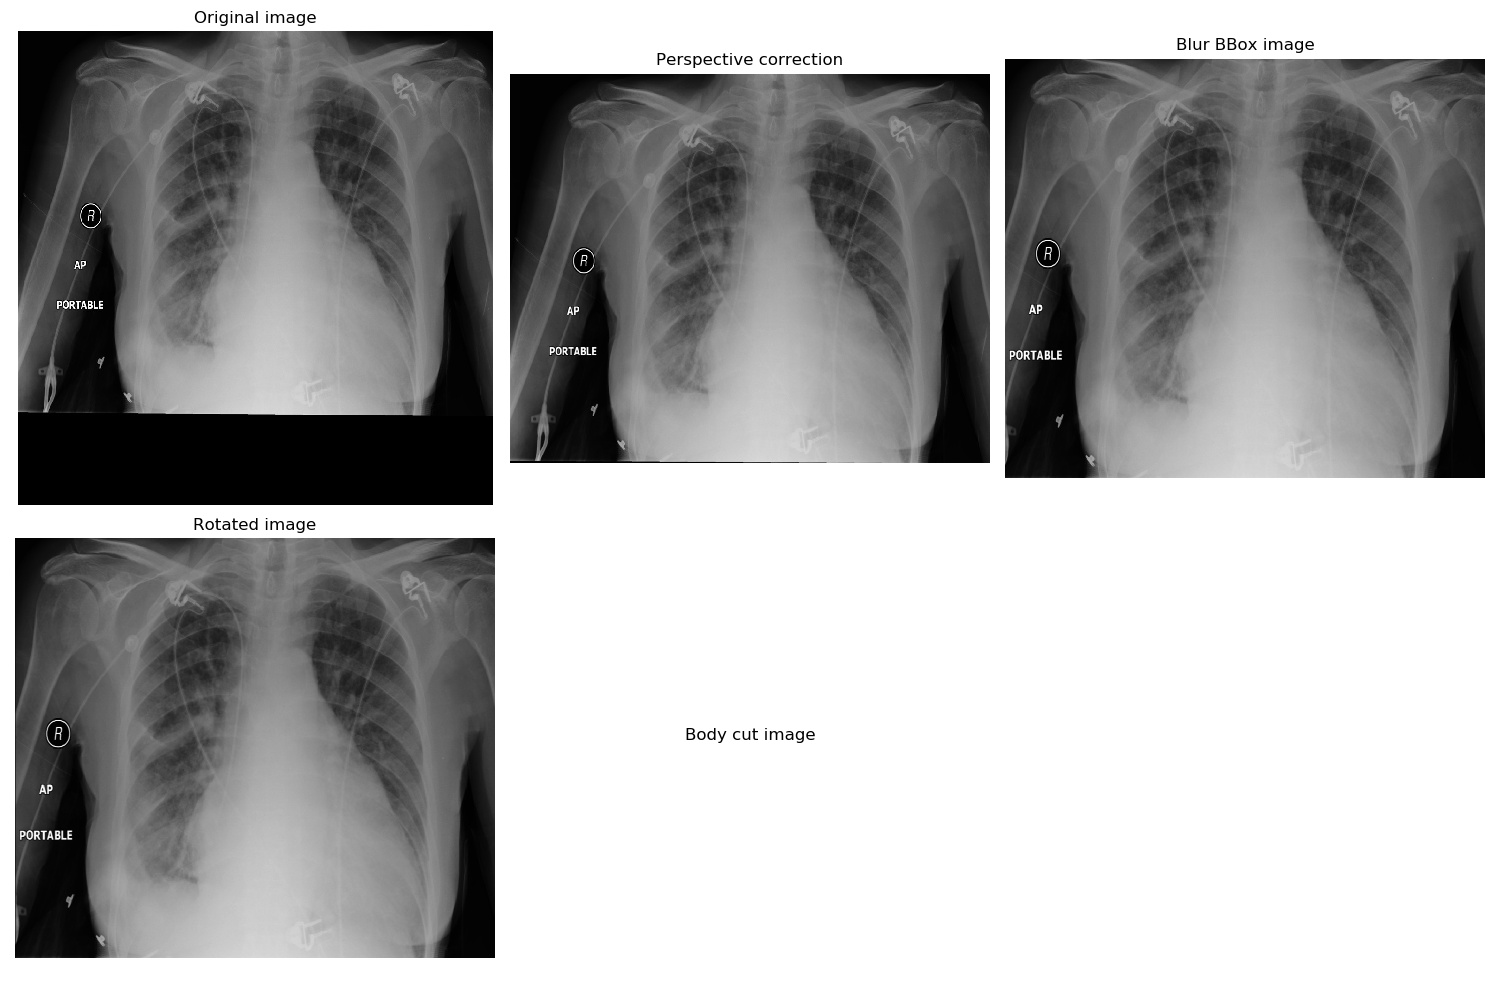 Original image
R
AP
PORTABLE
Perspective correction
R
AP
PORTABLE
Blur BBox image
R
AP
PORTABLE
Rotated image
R
AP
PORTABLE
Body cut image